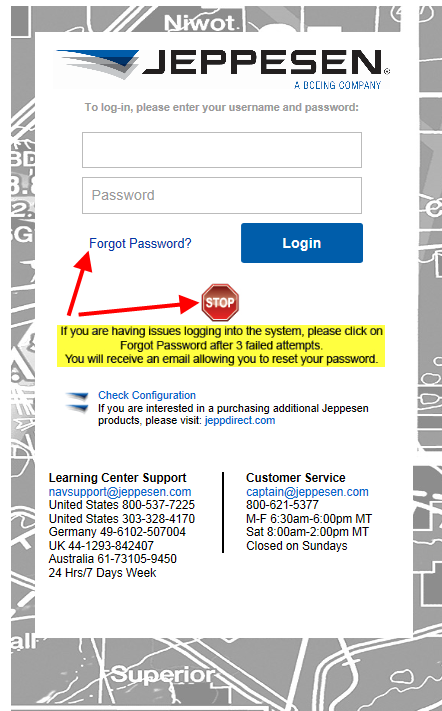 Niwot.
JEPPESEN®
A BOEING COMPANY
To log-in, please enter your username and password:
Password
Forgot Password?
Login
STOP
If you are having issues logging into the system, please click on
Forgot Password after 3 failed attempts.
You will receive an email allowing you to reset your password.
Check Configuration
If you are interested in a purchasing additional Jeppesen
products, please visit: jeppdirect.com
Learning Center Support
navsupport@jeppesen.com
United States 800-537-7225
United States 303-328-4170
Germany 49-6102-507004
UK 44-1293-842407
Australia 61-73105-9450
24 Hrs/7 Days Week
Customer Service
captain@jeppesen.com
800-621-5377
M-F 6:30am-6:00pm MT
Sat 8:00am-2:00pm MT
Closed on Sundays
Superior